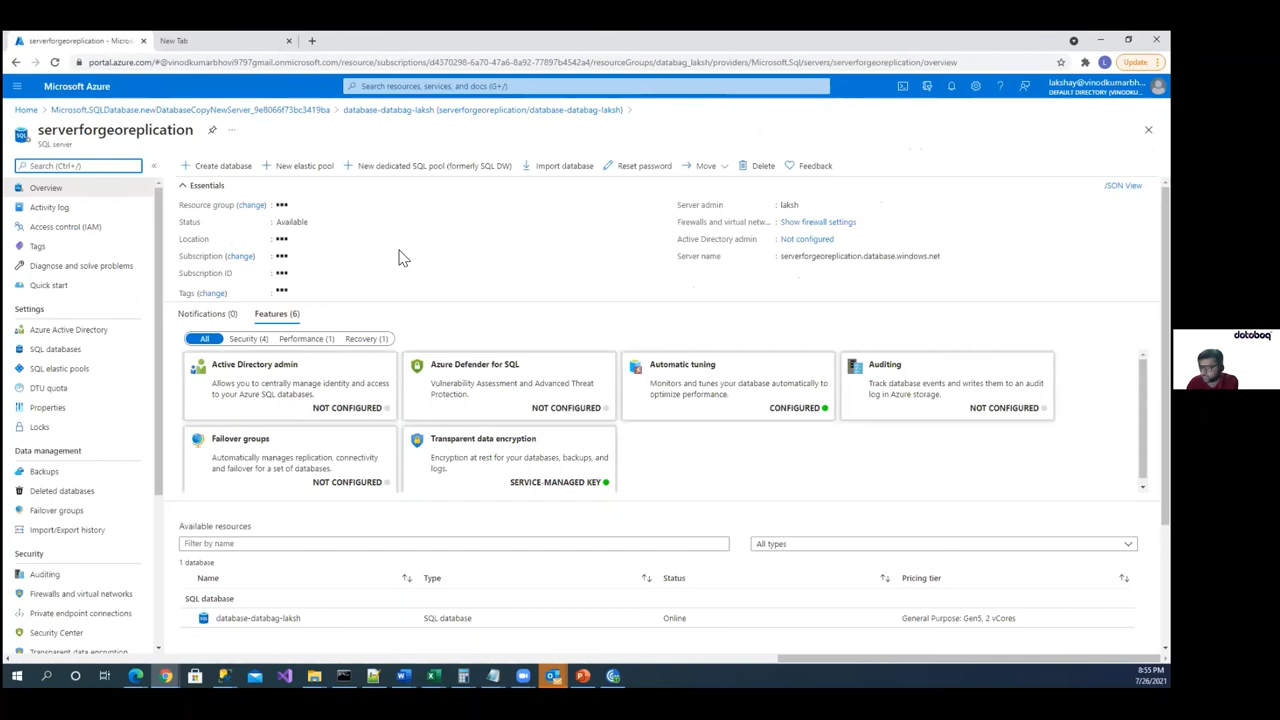 serverforgeoreplication - Micros
New Tab
portal.azure.com/#@vinodkumarbhovi9797gmail.onmicrosoft.com/resource/subscriptions/d4370298-6a70-47a6-8a92-77897b4542a4/resourceGroups/databag_laksh/providers/Microsoft.Sql/servers/serverforgeoreplication/overview
Update
Microsoft Azure
Search resources, services, and docs (G+/)
lakshay@vinodkumarbh...
DEFAULT DIRECTORY (VINODKU...
Home > Microsoft.SQLDatabase.newDatabaseCopyNewServer_9e8066f73bc3419ba > database-databag-laksh (serverforgeoreplication/database-databag-laksh) >
serverforgeoreplication
SQL server
Search (Ctrl+/)
Create database
New elastic pool
New dedicated SQL pool (formerly SQL DW)
Import database
Reset password
Move
Delete
Feedback
Essentials
JSON View
Resource group (change) : •••
Server admin : laksh
Status : Available
Firewalls and virtual netw... : Show firewall settings
Location : •••
Active Directory admin : Not configured
Subscription (change) : •••
Server name : serverforgeoreplication.database.windows.net
Subscription ID : •••
Tags (change) : •••
Overview
Activity log
Access control (IAM)
Tags
Diagnose and solve problems
Quick start
Settings
Azure Active Directory
SQL databases
SQL elastic pools
DTU quota
Properties
Locks
Data management
Backups
Deleted databases
Failover groups
Import/Export history
Security
Auditing
Firewalls and virtual networks
Private endpoint connections
Security Center
Transparent data encryption
Notifications (0)
Features (6)
All
Security (4)
Performance (1)
Recovery (1)
Active Directory admin
Allows you to centrally manage identity and access
to your Azure SQL databases.
NOT CONFIGURED
Azure Defender for SQL
Vulnerability Assessment and Advanced Threat
Protection.
NOT CONFIGURED
Automatic tuning
Monitors and tunes your database automatically to
optimize performance.
CONFIGURED
Auditing
Track database events and writes them to an audit
log in Azure storage.
NOT CONFIGURED
Failover groups
Automatically manages replication, connectivity
and failover for a set of databases.
NOT CONFIGURED
Transparent data encryption
Encryption at rest for your databases, backups, and
logs.
SERVICE-MANAGED KEY
Available resources
Filter by name
All types
1 database
Name
Type
Status
Pricing tier
SQL database
database-databag-laksh
SQL database
Online
General Purpose: Gen5, 2 vCores
8:55 PM
7/26/2021
databag